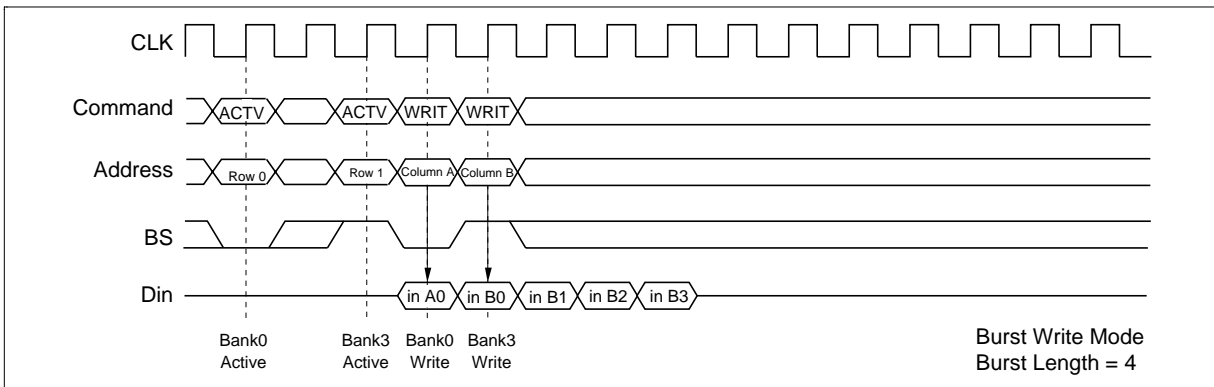 CLK
Command ACTV ACTV WRIT WRIT
Address Row 0 Row 1 Column A Column B
BS
Din in A0 in B0 in B1 in B2 in B3
Bank0 Bank3 Bank0 Bank3
Active Active Write Write
Burst Write Mode
Burst Length = 4